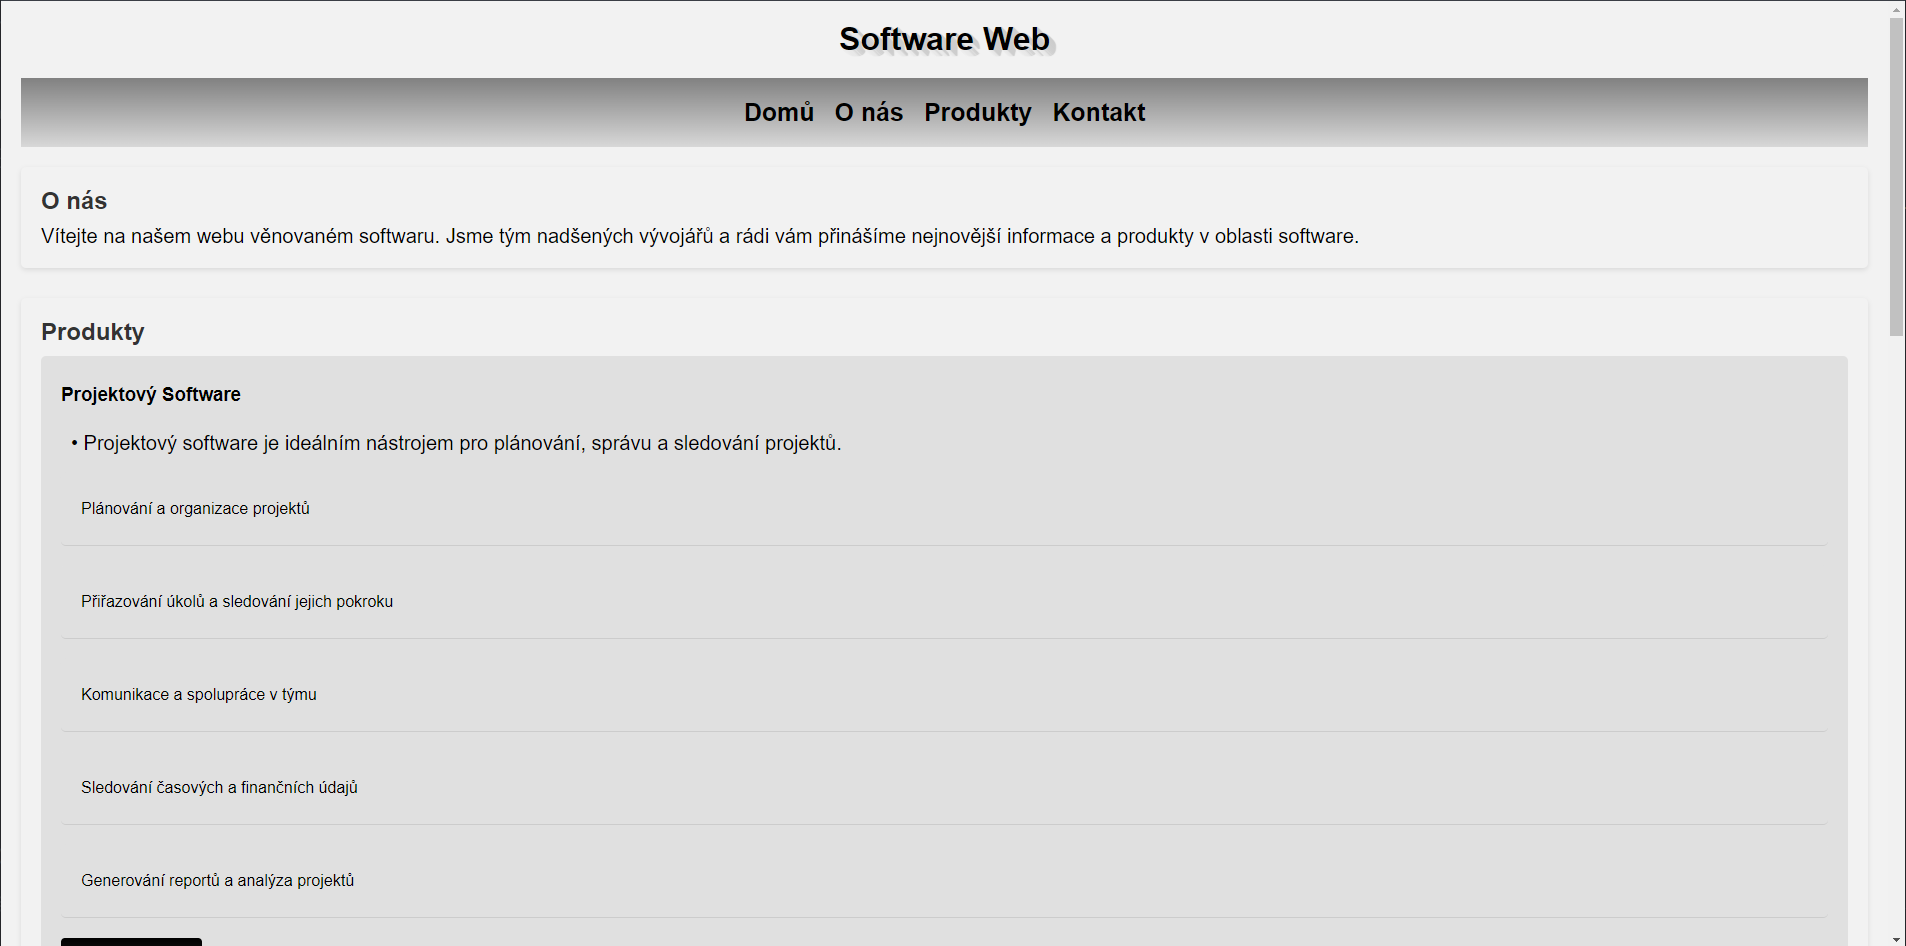 Software Web
Domů O nás Produkty Kontakt
O nás
Vítejte na našem webu věnovaném softwaru. Jsme tým nadšených vývojářů a rádi vám přinášíme nejnovější informace a produkty v oblasti software.
Produkty
Projektový Software
• Projektový software je ideálním nástrojem pro plánování, správu a sledování projektů.
Plánování a organizace projektů
Přiřazování úkolů a sledování jejich pokroku
Komunikace a spolupráce v týmu
Sledování časových a finančních údajů
Generování reportů a analýza projektů